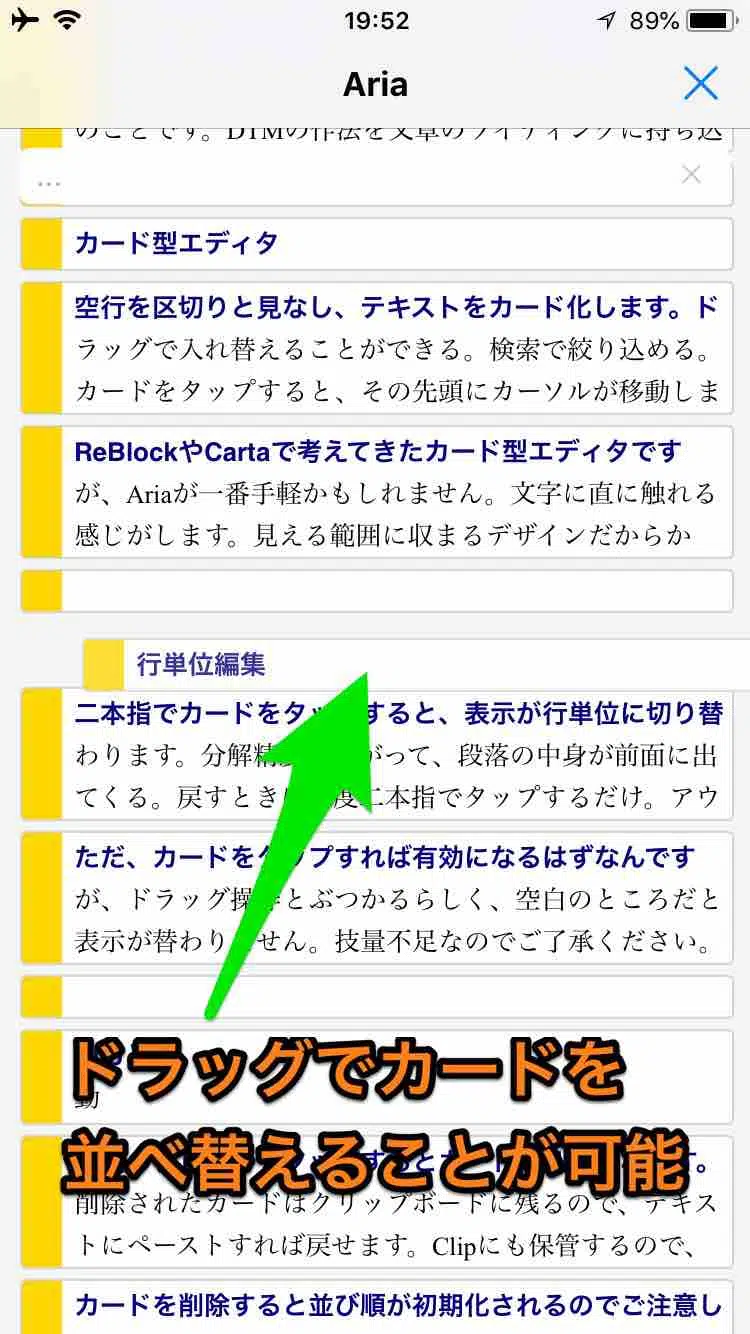 19:52
89%
Aria
のことです。DTMの作法を文章のライティングに持ち込
...
カード型エディタ
空行を区切りと見なし、テキストをカード化します。ド
ラッグで入れ替えることができる。検索で絞り込める。
カードをタップすると、その先頭にカーソルが移動しま
ReBlockやCartaで考えてきたカード型エディタです
が、Ariaが一番手軽かもしれません。文字に直に触れる
感じがします。見える範囲に収まるデザインだからか
行単位編集
二本指でカードをタッ すると、表示が行単位に切り替
わります。分解精 がって、段落の中身が前面に出
てくる。戻すとき 度二本指でタップするだけ。アウ
ただ、カードをタップすれば有効になるはずなんです
が、ドラッグ操作とぶつかるらしく、空白のところだと
表示が替わり せん。技量不足なのでご了承ください。
ドラッグでカードを
動
並べ替えることが可能
削除されたカードはクリップボードに残るので、テキス
トにペーストすれば戻せます。Clipにも保管するので、
カードを削除すると並び順が初期化されるのでご注意し